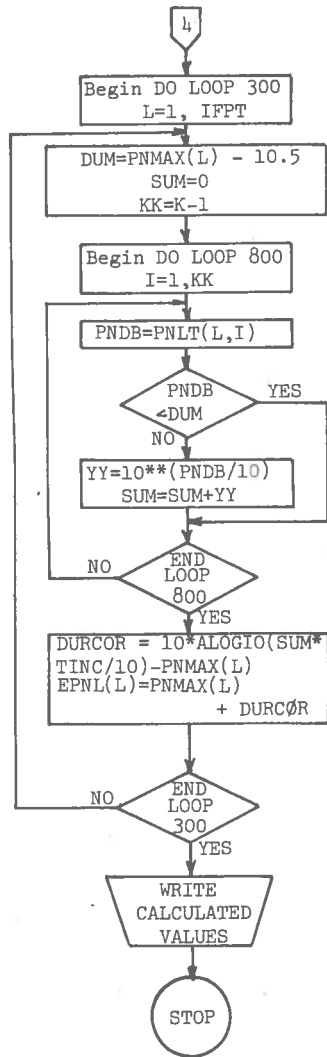 4
Begin DO LOOP 300
L=1, IFPT
DUM=PNMAX(L) - 10.5
SUM=0
KK=K-1
Begin DO LOOP 800
I=1,KK
PNDB=PNLT(L,I)
PNDB
<DUM
YES
NO
YY=10**(PNDB/10)
SUM=SUM+YY
END
LOOP
800
NO
YES
DURCOR = 10*ALOGIO(SUM*
TINC/10)-PNMAX(L)
EPNL(L)=PNMAX(L)
+ DURCØR
END
LOOP
300
NO
YES
WRITE
CALCULATED
VALUES
STOP